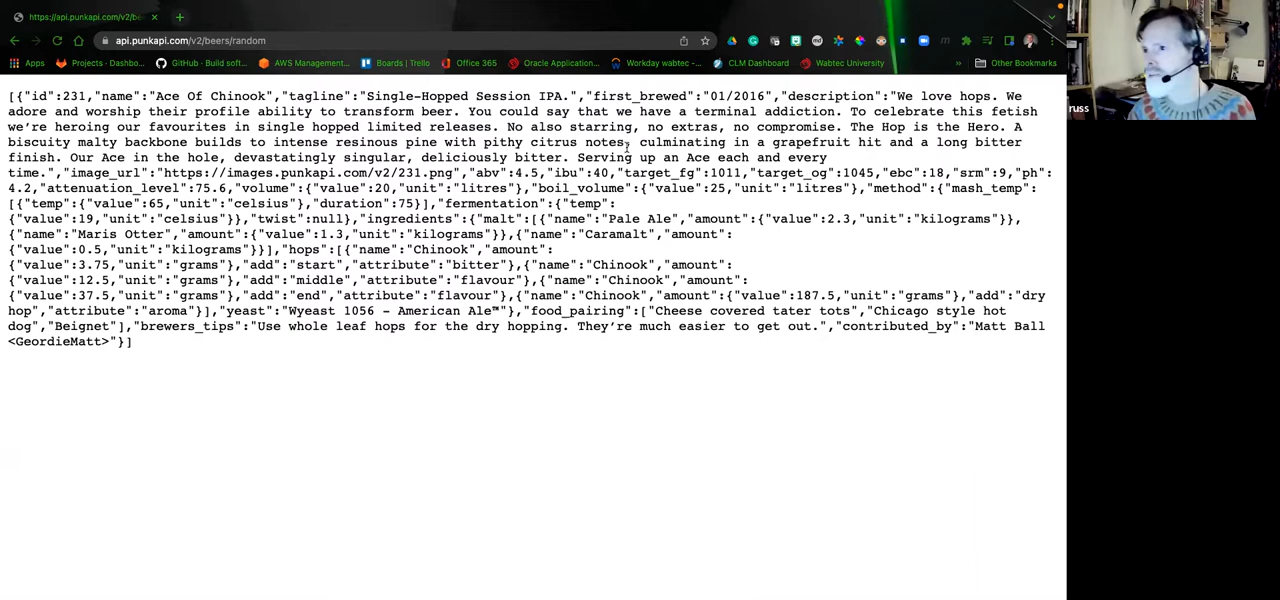 https://api.punkapi.com/v2/b
api.punkapi.com/v2/beers/random
Apps
Projects - Dashbo...
GitHub - Build soft...
AWS Management...
Boards | Trello
Office 365
Oracle Application...
Workday wabtec -...
CLM Dashboard
Wabtec University
»
Other Bookmarks
russ
[{"id":231,"name":"Ace Of Chinook","tagline":"Single-Hopped Session IPA.","first_brewed":"01/2016","description":"We love hops. We
adore and worship their profile ability to transform beer. You could say that we have a terminal addiction. To celebrate this fetish
we're heroing our favourites in single hopped limited releases. No also starring, no extras, no compromise. The Hop is the Hero. A
biscuity malty backbone builds to intense resinous pine with pithy citrus notes, culminating in a grapefruit hit and a long bitter
finish. Our Ace in the hole, devastatingly singular, deliciously bitter. Serving up an Ace each and every
time.","image_url":"https://images.punkapi.com/v2/231.png","abv":4.5,"ibu":40,"target_fg":1011,"target_og":1045,"ebc":18,"srm":9,"ph":
4.2,"attenuation_level":75.6,"volume":{"value":20,"unit":"litres"},"boil_volume":{"value":25,"unit":"litres"},"method":{"mash_temp":
[{"temp":{"value":65,"unit":"celsius"},"duration":75}],"fermentation":{"temp":
{"value":19,"unit":"celsius"}},"twist":null},"ingredients":{"malt":[{"name":"Pale Ale","amount":{"value":2.3,"unit":"kilograms"}},
{"name":"Maris Otter","amount":{"value":1.3,"unit":"kilograms"}},{"name":"Caramalt","amount":
{"value":0.5,"unit":"kilograms"}}],"hops":[{"name":"Chinook","amount":
{"value":3.75,"unit":"grams"},"add":"start","attribute":"bitter"},{"name":"Chinook","amount":
{"value":12.5,"unit":"grams"},"add":"middle","attribute":"flavour"},{"name":"Chinook","amount":
{"value":37.5,"unit":"grams"},"add":"end","attribute":"flavour"},{"name":"Chinook","amount":{"value":187.5,"unit":"grams"},"add":"dry
hop","attribute":"aroma"}],"yeast":"Wyeast 1056 - American Ale™"},"food_pairing":["Cheese covered tater tots","Chicago style hot
dog","Beignet"],"brewers_tips":"Use whole leaf hops for the dry hopping. They're much easier to get out.","contributed_by":"Matt Ball
<GeordieMatt>"}]